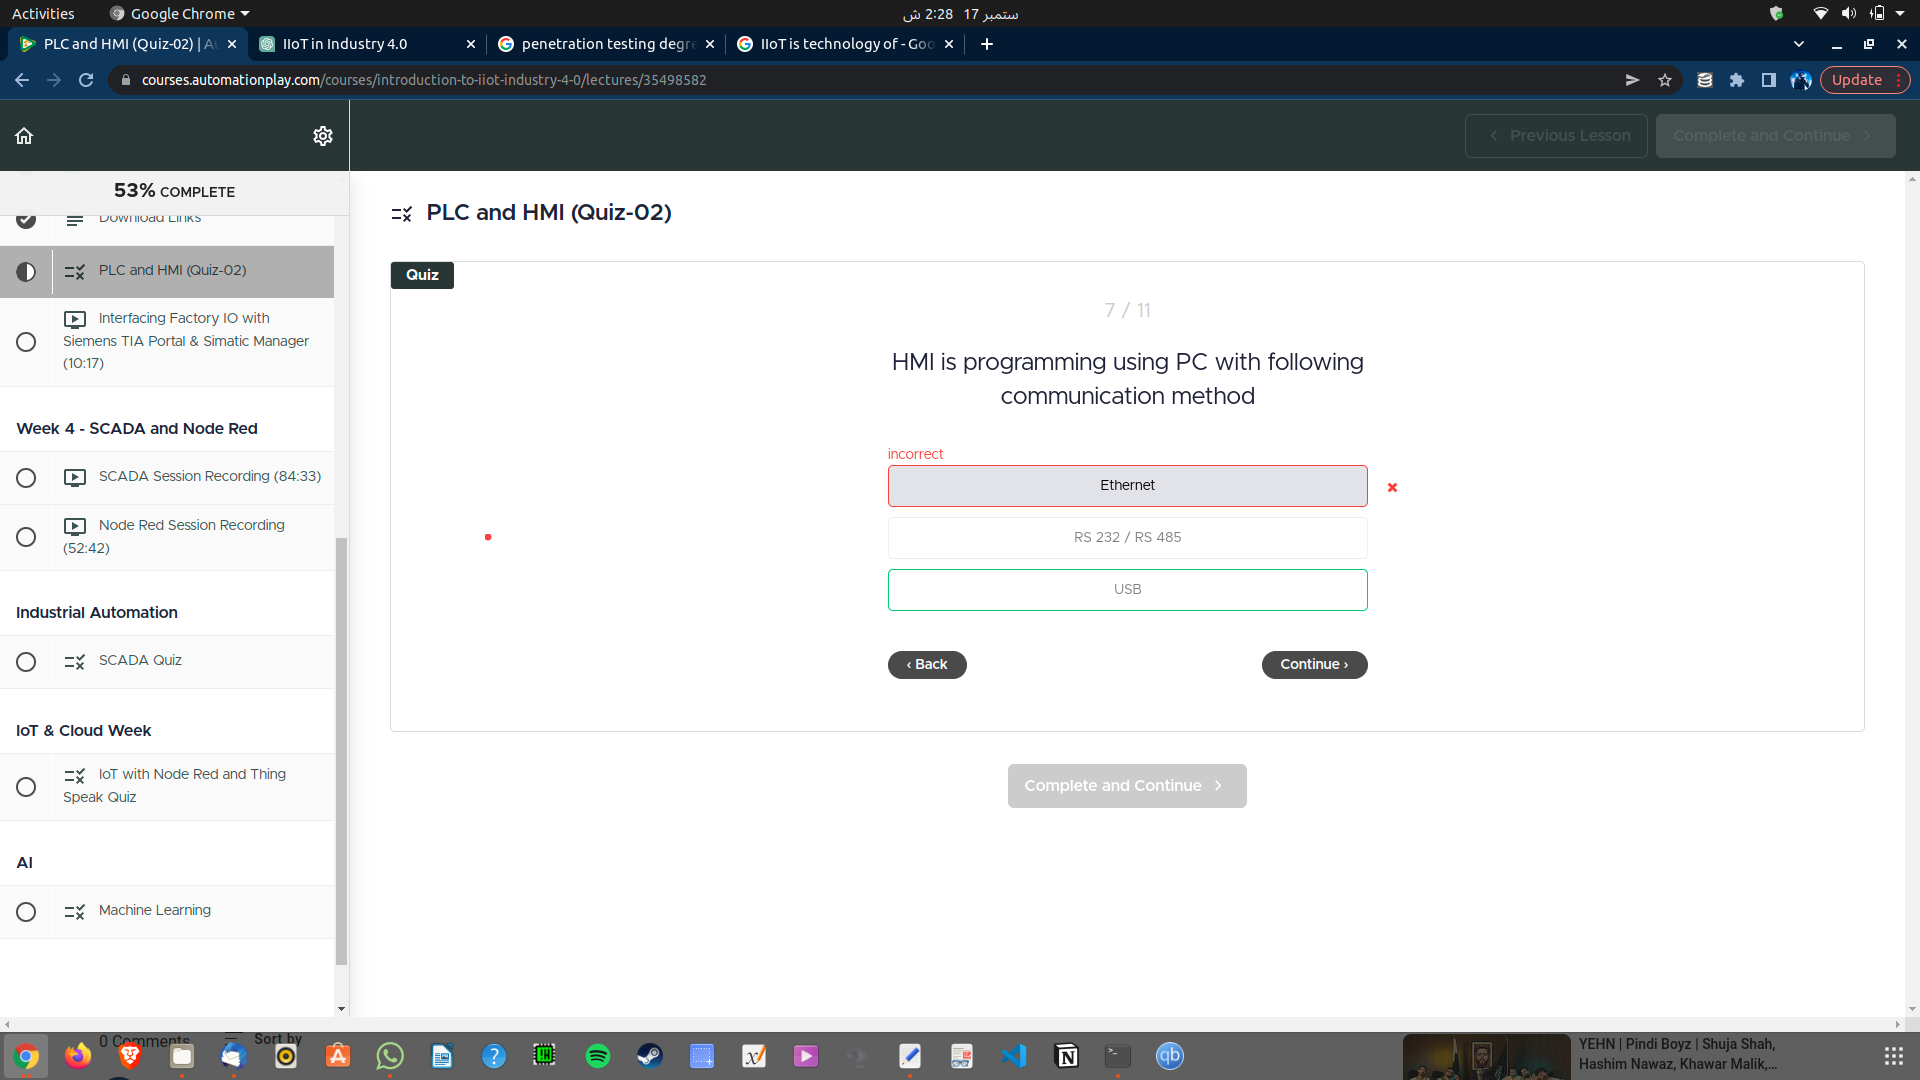 Activities
Google Chrome
ستمبر 17  2:28 ش
PLC and HMI (Quiz-02) | Au
IIoT in Industry 4.0
penetration testing degre
IIoT is technology of - Goo
courses.automationplay.com/courses/introduction-to-iiot-industry-4-0/lectures/35498582
Update
Previous Lesson
Complete and Continue
53% COMPLETE
Download Links
PLC and HMI (Quiz-02)
Interfacing Factory IO with
Siemens TIA Portal & Simatic Manager
(10:17)
Week 4 - SCADA and Node Red
SCADA Session Recording (84:33)
Node Red Session Recording
(52:42)
Industrial Automation
SCADA Quiz
IoT & Cloud Week
IoT with Node Red and Thing
Speak Quiz
AI
Machine Learning
PLC and HMI (Quiz-02)
Quiz
7 / 11
HMI is programming using PC with following
communication method
incorrect
Ethernet
RS 232 / RS 485
USB
‹ Back
Continue ›
Complete and Continue
0 Comments
Sort by
YEHN | Pindi Boyz | Shuja Shah,
Hashim Nawaz, Khawar Malik,...
qb